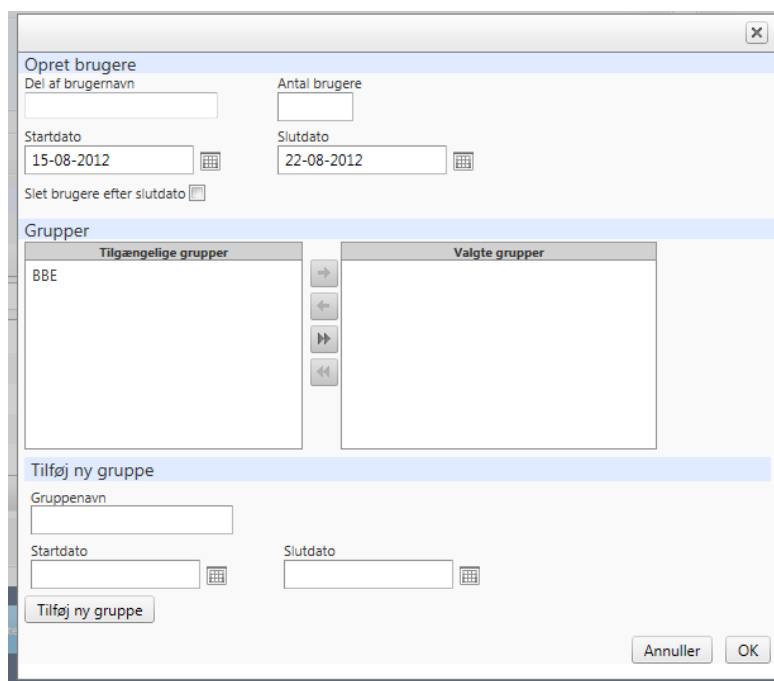 Opret brugere
Del af brugernavn Antal brugere
Startdato Slutdato
15-08-2012 22-08-2012
Slet brugere efter slutdato
Grupper
Tilgængelige grupper Valgte grupper
BBE
Tilføj ny gruppe
Gruppenavn
Startdato Slutdato
Tilføj ny gruppe
Annuller OK